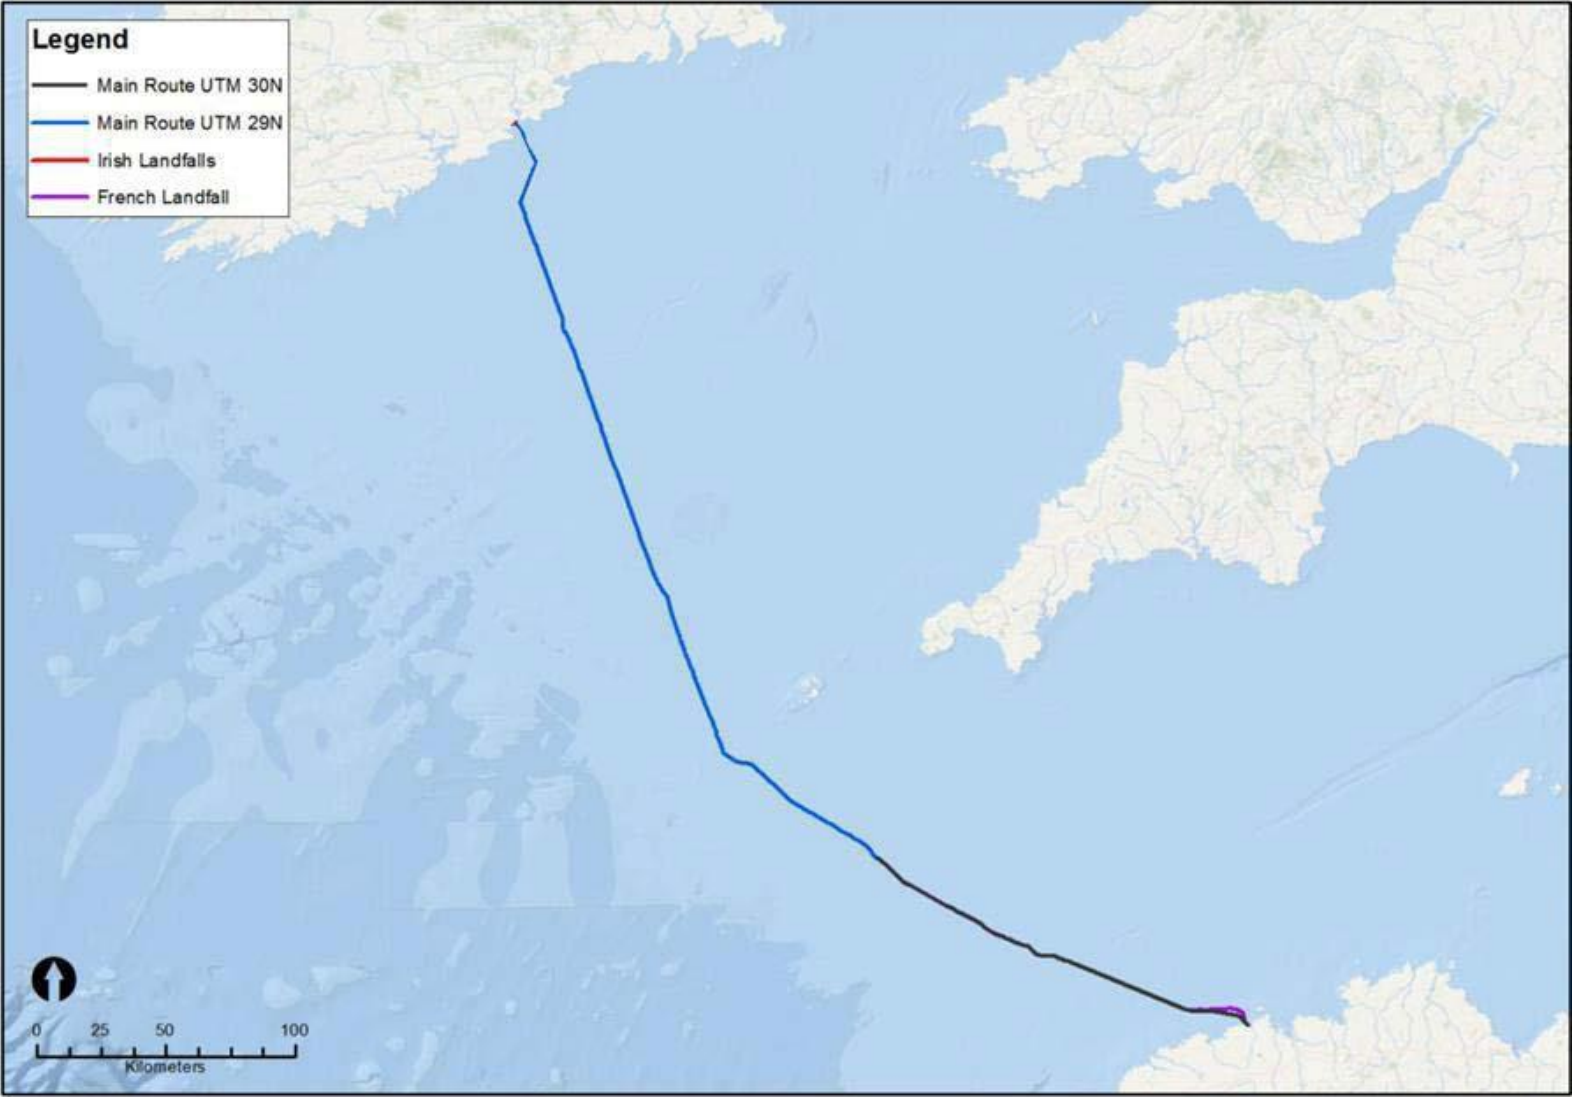 Legend
Main Route UTM 30N
Main Route UTM 29N
Irish Landfalls
French Landfall
0 25 50 100
Kilometers